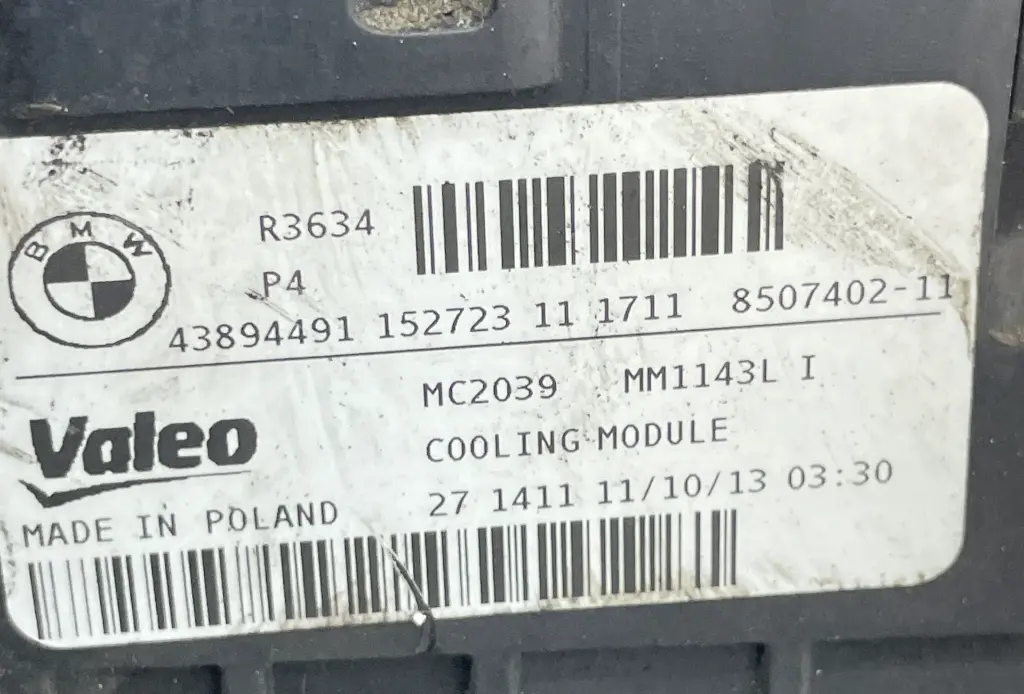 BMW
R3634
P4
43894491 152723 11 1711 8507402-11
MC2039 MM1143L I
Valeo
COOLING MODULE
27 1411 11/10/13 03:30
MADE IN POLAND